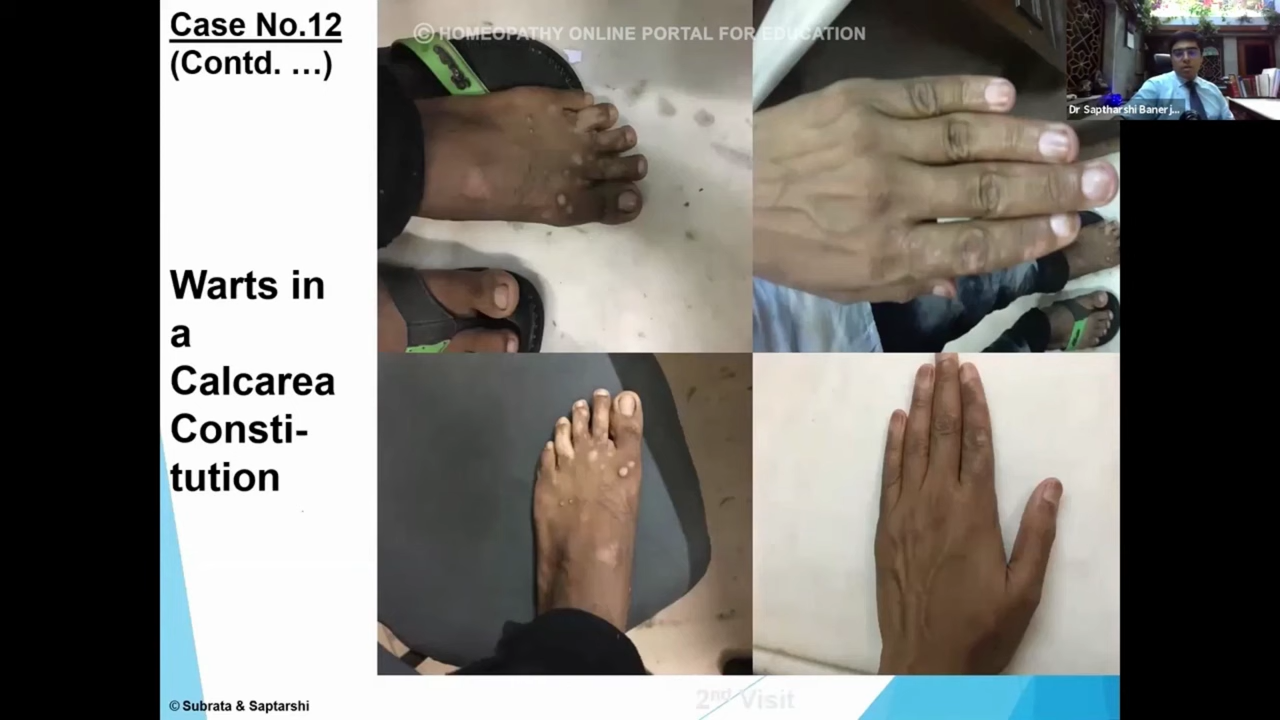 Case No.12
(Contd. ...)
© HOMEOPATHY ONLINE PORTAL FOR EDUCATION
Dr Saptharshi Banerj...
Warts in
a
Calcarea
Consti-
tution
2nd Visit
© Subrata & Saptarshi